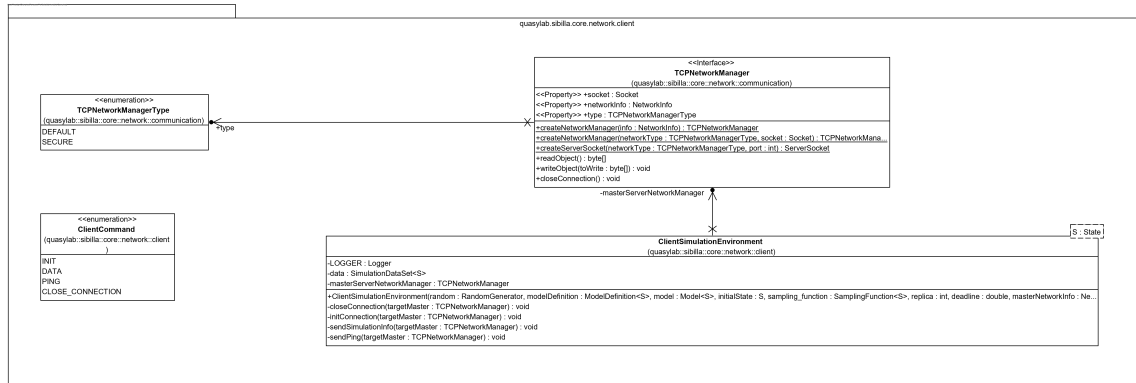 quasylab.sibilla.core.network.client
<<Interface>>
TCPNetworkManager
(quasylab::sibilla::core::network::communication)
<<Property>> +socket : Socket
<<Property>> +networkInfo : NetworkInfo
<<Property>> +type : TCPNetworkManagerType
+createNetworkManager(info : NetworkInfo) : TCPNetworkManager
+createNetworkManager(networkType : TCPNetworkManagerType, socket : Socket) : TCPNetworkMana...
+createServerSocket(networkType : TCPNetworkManagerType, port : int) : ServerSocket
+readObject() : byte[]
+writeObject(toWrite : byte[]) : void
+closeConnection() : void
<<enumeration>>
TCPNetworkManagerType
(quasylab::sibilla::core::network::communication)
DEFAULT
SECURE
+type
-masterServerNetworkManager
<<enumeration>>
ClientCommand
(quasylab::sibilla::core::network::client
)
INIT
DATA
PING
CLOSE_CONNECTION
S : State
ClientSimulationEnvironment
(quasylab::sibilla::core::network::client)
-LOGGER : Logger
-data : SimulationDataSet<S>
-masterServerNetworkManager : TCPNetworkManager
+ClientSimulationEnvironment(random : RandomGenerator, modelDefinition : ModelDefinition<S>, model : Model<S>, initialState : S, sampling_function : SamplingFunction<S>, replica : int, deadline : double, masterNetworkInfo : Ne...
-closeConnection(targetMaster : TCPNetworkManager) : void
-initConnection(targetMaster : TCPNetworkManager) : void
-sendSimulationInfo(targetMaster : TCPNetworkManager) : void
-sendPing(targetMaster : TCPNetworkManager) : void